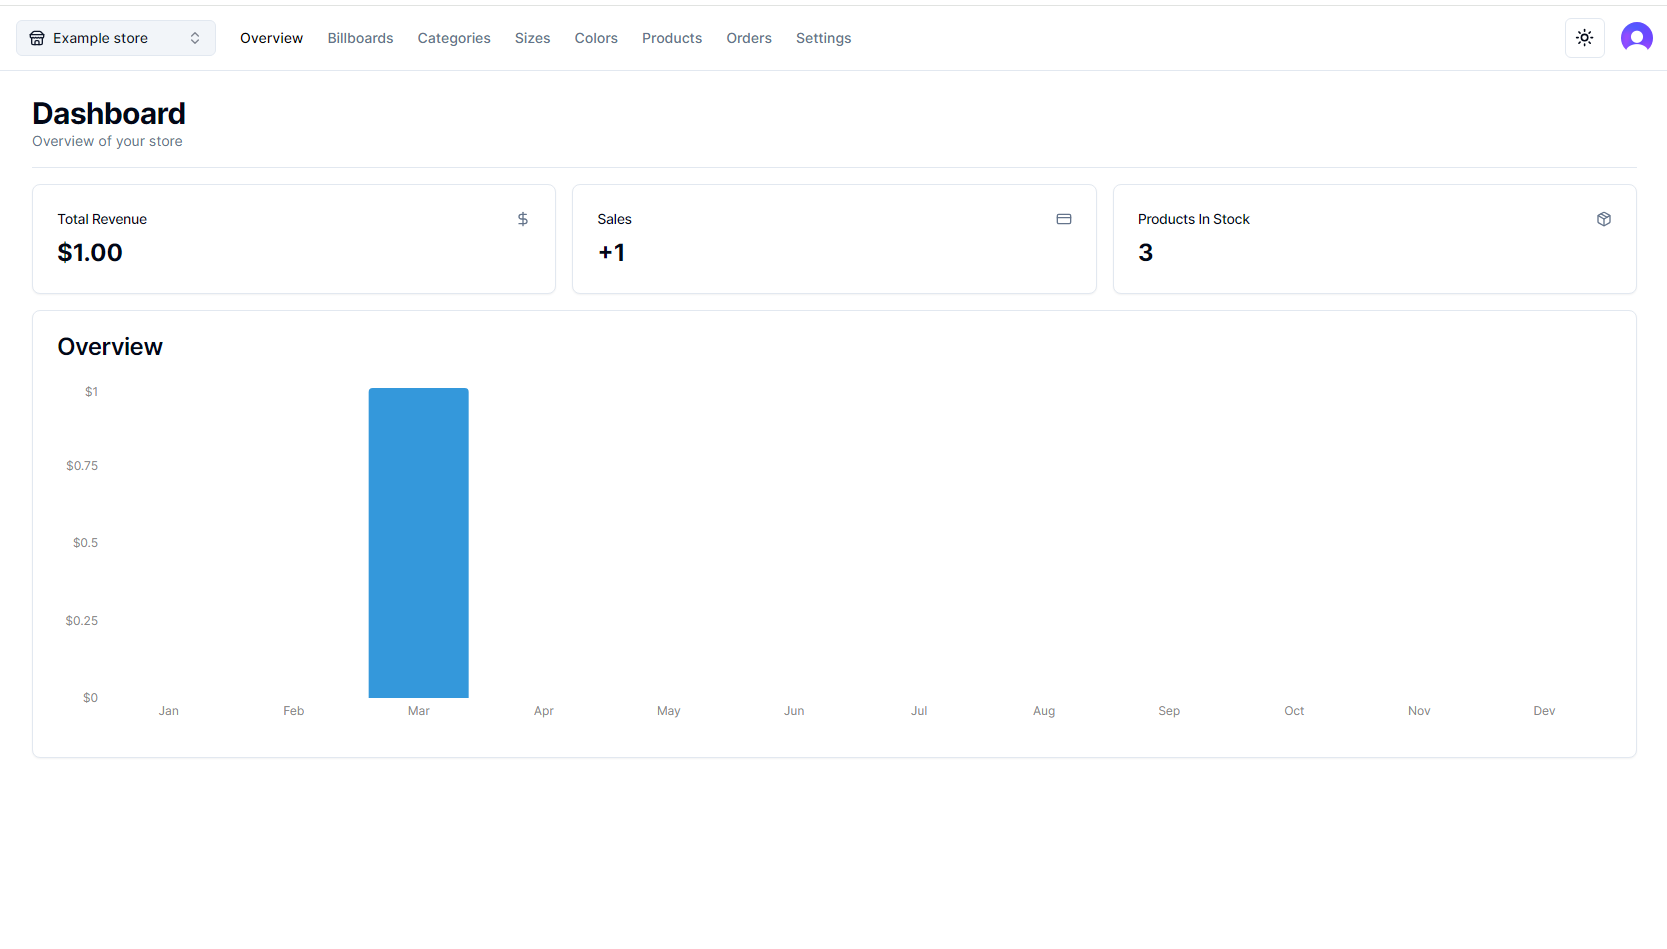 Example store Overview Billboards Categories Sizes Colors Products Orders Settings
Dashboard
Overview of your store
Total Revenue
$1.00
Sales
+1
Products In Stock
3
Overview
$1
$0.75
$0.5
$0.25
$0
Jan Feb Mar Apr May Jun Jul Aug Sep Oct Nov Dev